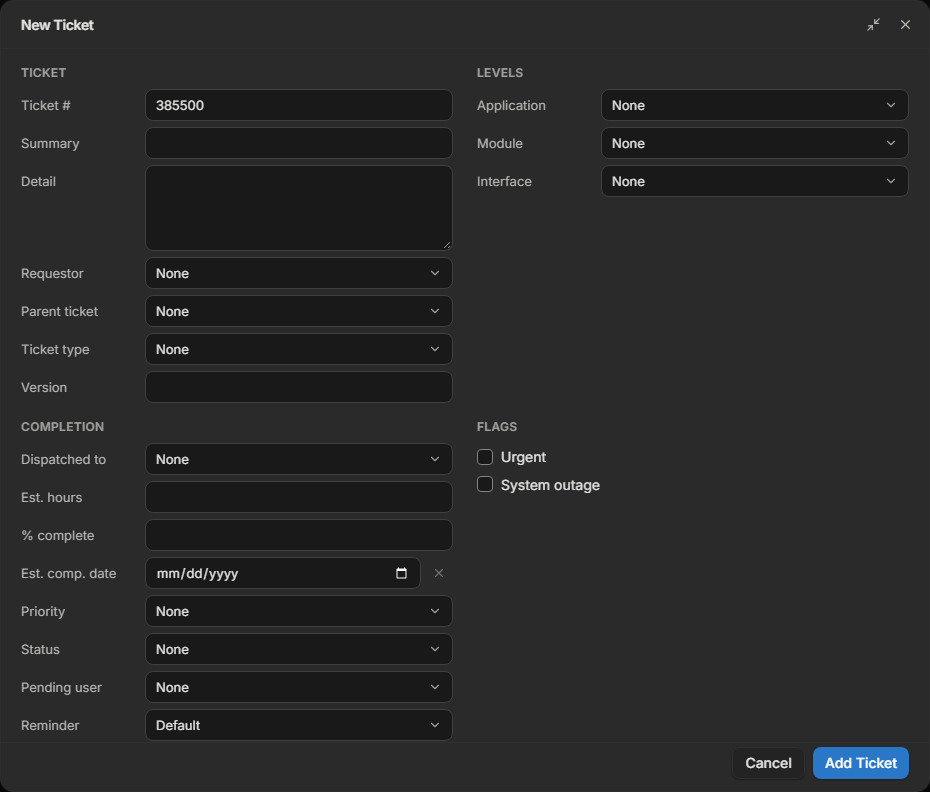 New Ticket
TICKET
Ticket # 385500
Summary
Detail
Requestor None
Parent ticket None
Ticket type None
Version
LEVELS
Application None
Module None
Interface None
COMPLETION
Dispatched to None
Est. hours
% complete
Est. comp. date mm/dd/yyyy
Priority None
Status None
Pending user None
Reminder Default
FLAGS
Urgent
System outage
Cancel Add Ticket